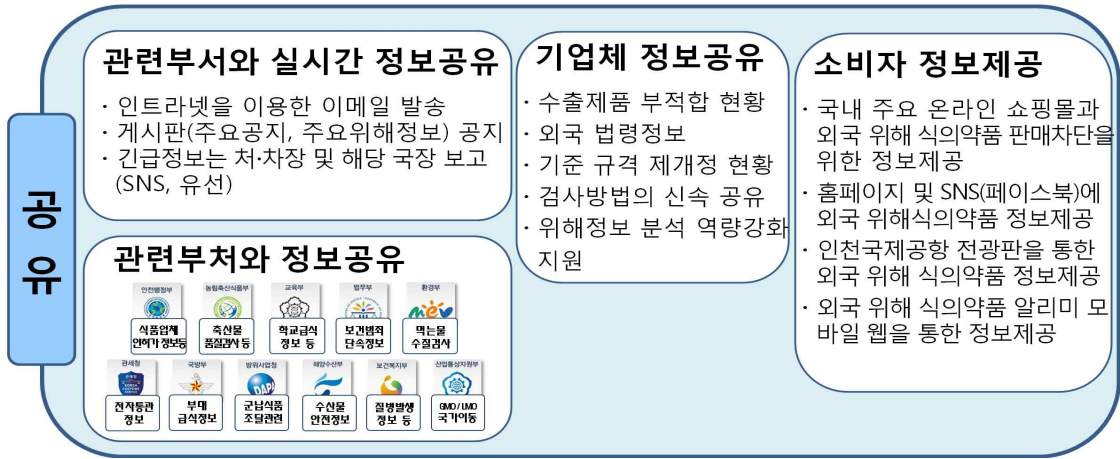 공
유
관련부서와 실시간 정보공유
· 인트라넷을 이용한 이메일 발송
· 게시판(주요공지, 주요위해정보) 공지
· 긴급정보는 처·차장 및 해당 국장 보고
(SNS, 유선)
관련부처와 정보공유
안전행정부
농림축산식품부
교육부
법무부
환경부
mev
식품업체
인허가 정보등
축산물
품질검사 등
학교급식
정보 등
보건범죄
단속정보
먹는물
수질검사
관세청
국방부
방위사업청
해양수산부
보건복지부
산업통상자원부
DAPA
전자통관
정보
부대
급식정보
군납식품
조달관련
수산물
안전정보
질병발생
정보 등
GMO/LMO
국가이동
기업체 정보공유
· 수출제품 부적합 현황
· 외국 법령정보
· 기준 규격 제개정 현황
· 검사방법의 신속 공유
· 위해정보 분석 역량강화
지원
소비자 정보제공
· 국내 주요 온라인 쇼핑몰과
외국 위해 식의약품 판매차단을
위한 정보제공
· 홈페이지 및 SNS(페이스북)에
외국 위해식의약품 정보제공
· 인천국제공항 전광판을 통한
외국 위해 식의약품 정보제공
· 외국 위해 식의약품 알리미 모
바일 웹을 통한 정보제공